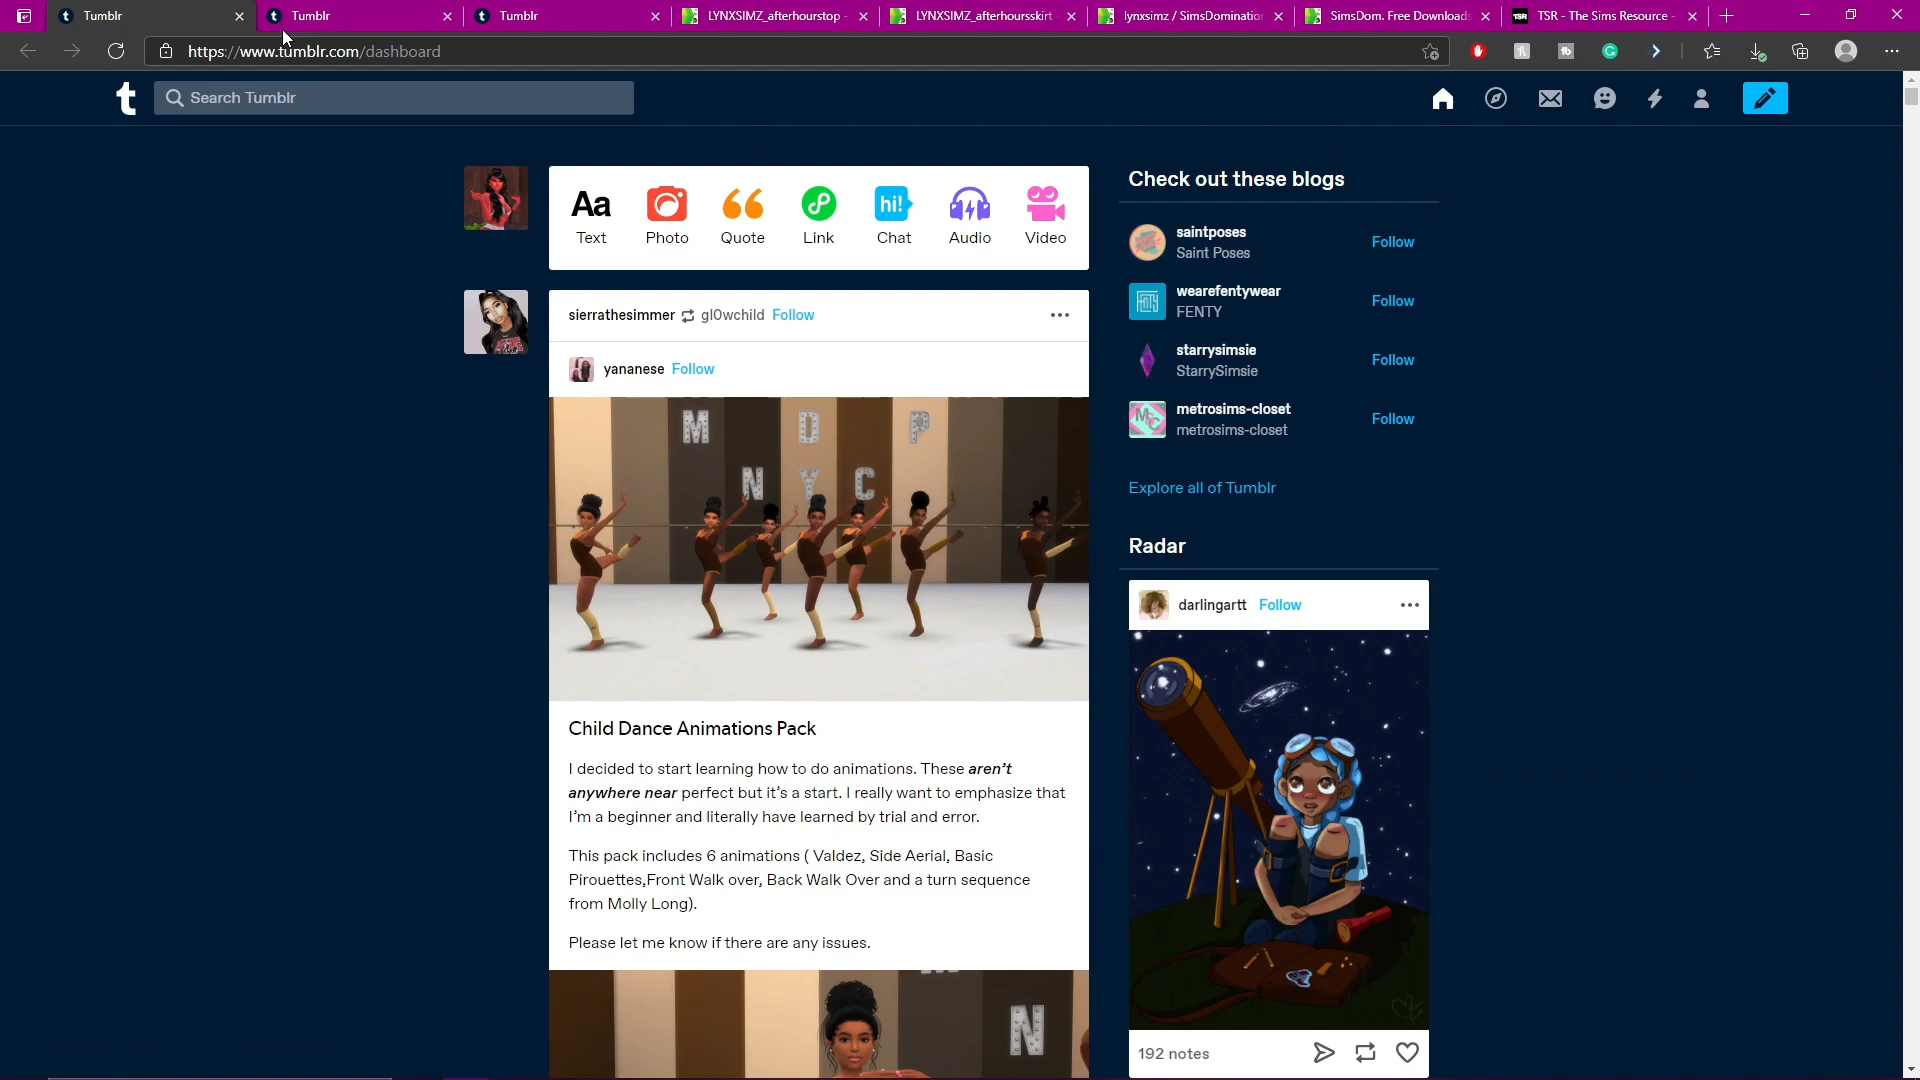 Tumblr
Tumblr
Tumblr
LYNXSIMZ_afterhourstop -
LYNXSIMZ_afterhoursskirt -
lynxsimz / SimsDomination
SimsDom. Free Downloads
TSR - The Sims Resource -
https://www.tumblr.com/dashboard
Search Tumblr
Aa
hi!
Text Photo Quote Link Chat Audio Video
sierrathesimmer gl0wchild Follow
yananese Follow
M D P
N Y C
Child Dance Animations Pack
I decided to start learning how to do animations. These aren't
anywhere near perfect but it's a start. I really want to emphasize that
I'm a beginner and literally have learned by trial and error.
This pack includes 6 animations ( Valdez, Side Aerial, Basic
Pirouettes,Front Walk over, Back Walk Over and a turn sequence
from Molly Long).
Please let me know if there are any issues.
N
Check out these blogs
saintposes
Saint Poses
Follow
wearefentywear
FENTY
Follow
starrysimsie
StarrySimsie
Follow
metrosims-closet
metrosims-closet
Follow
Explore all of Tumblr
Radar
darlingartt Follow
192 notes